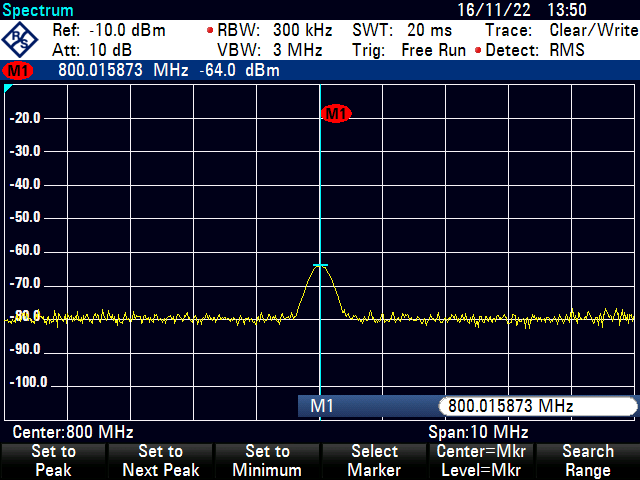 Spectrum 16/11/22 13:50
R S Ref: -10.0 dBm • RBW: 300 kHz SWT: 20 ms Trace: Clear/Write
Att: 10 dB VBW: 3 MHz Trig: Free Run • Detect: RMS
M1 800.015873 MHz -64.0 dBm
M1
-20.0
-30.0
-40.0
-50.0
-60.0
-70.0
-80.0
-90.0
-100.0
M1 800.015873 MHz
Center:800 MHz Span:10 MHz
Set to Peak
Set to Next Peak
Set to Minimum
Select Marker
Center=Mkr Level=Mkr
Search Range